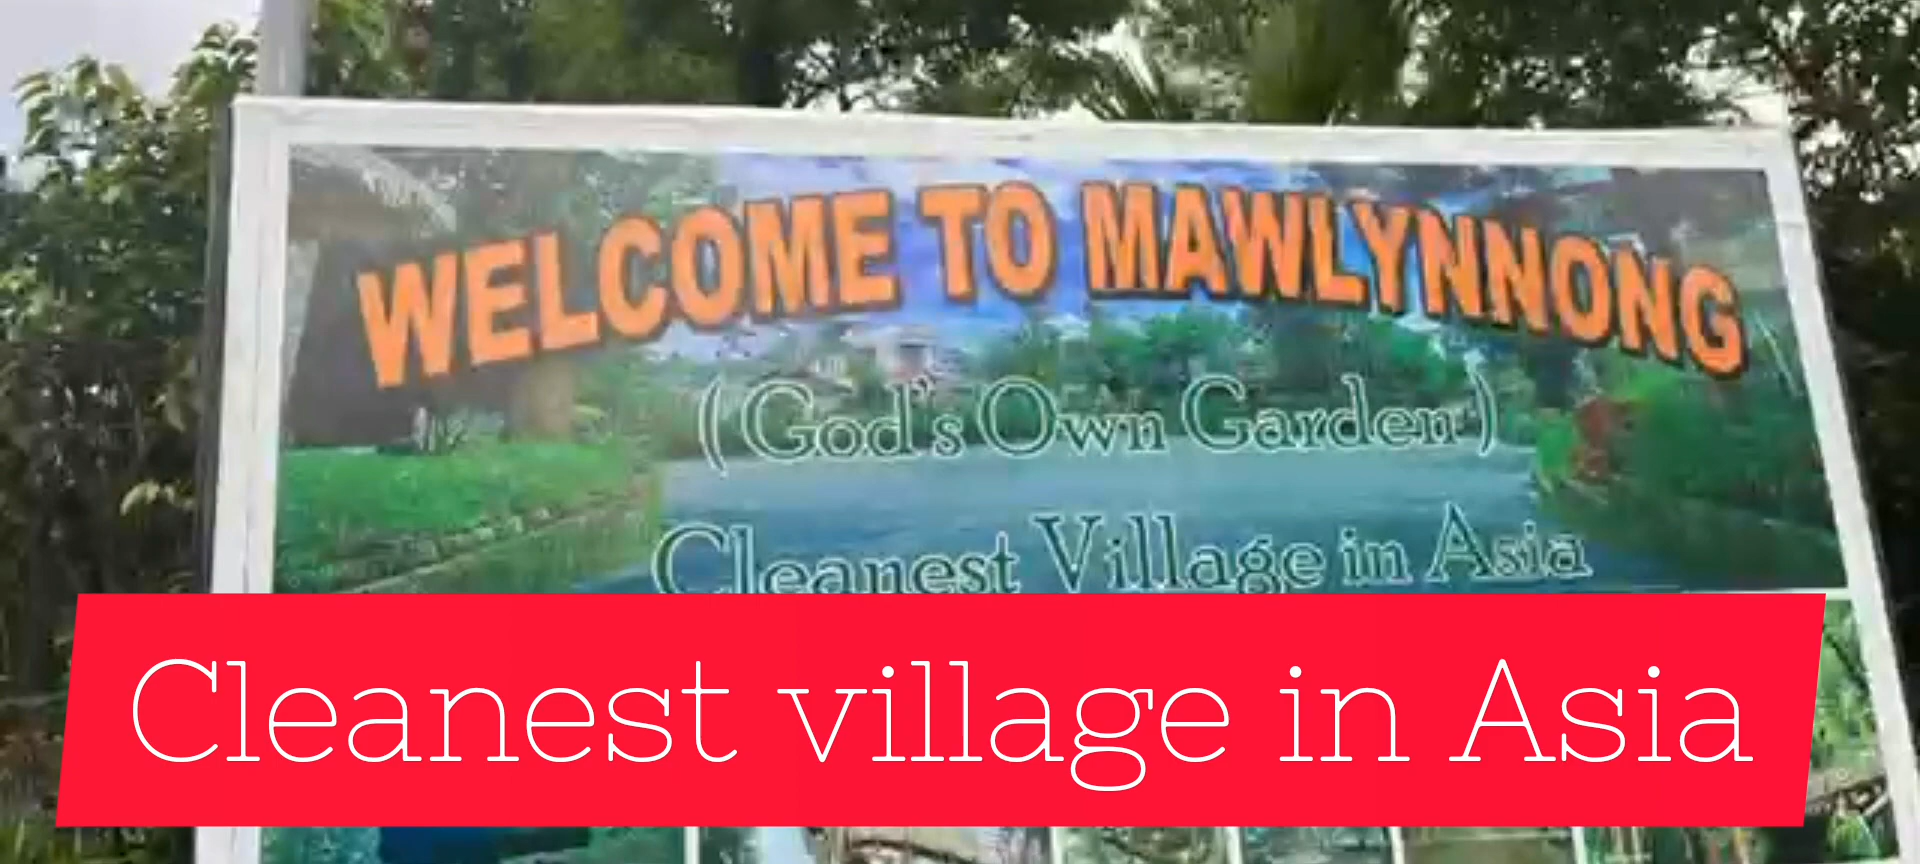 WELCOME TO MAWLYNNONG
(God's Own Garden)
Cleanest Village in Asia
Cleanest village in Asia